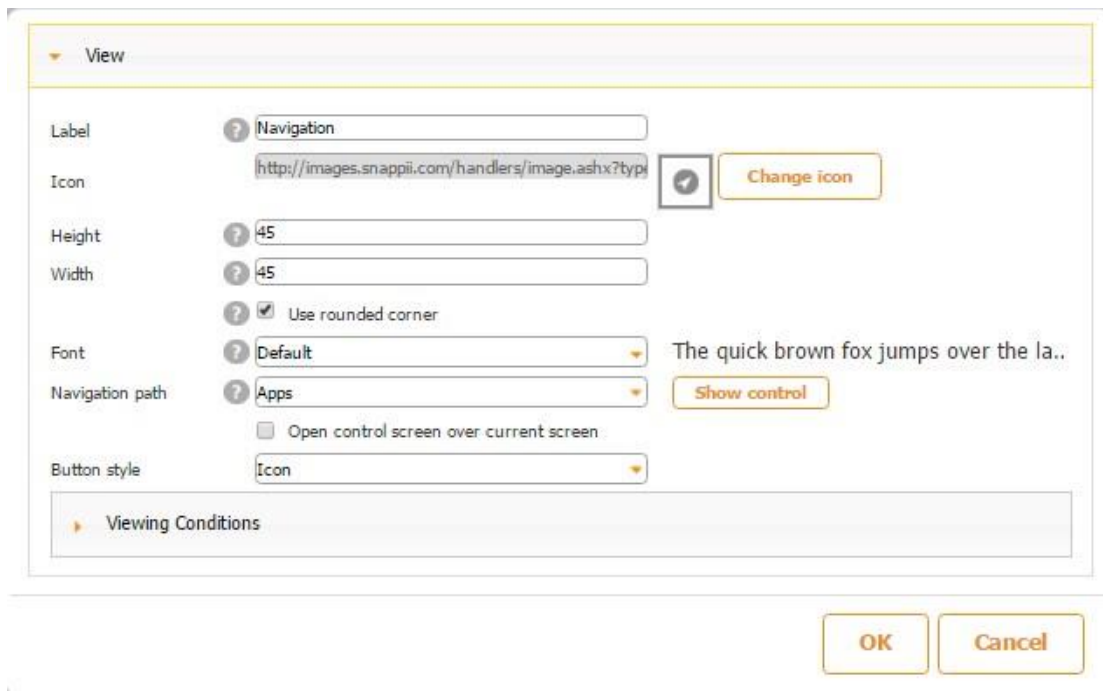 View
Label ? Navigation
Icon http://images.snappii.com/handlers/image.ashx?type Change icon
Height ? 45
Width ? 45
? Use rounded corner
Font ? Default The quick brown fox jumps over the la..
Navigation path ? Apps Show control
Open control screen over current screen
Button style Icon
Viewing Conditions
OK Cancel